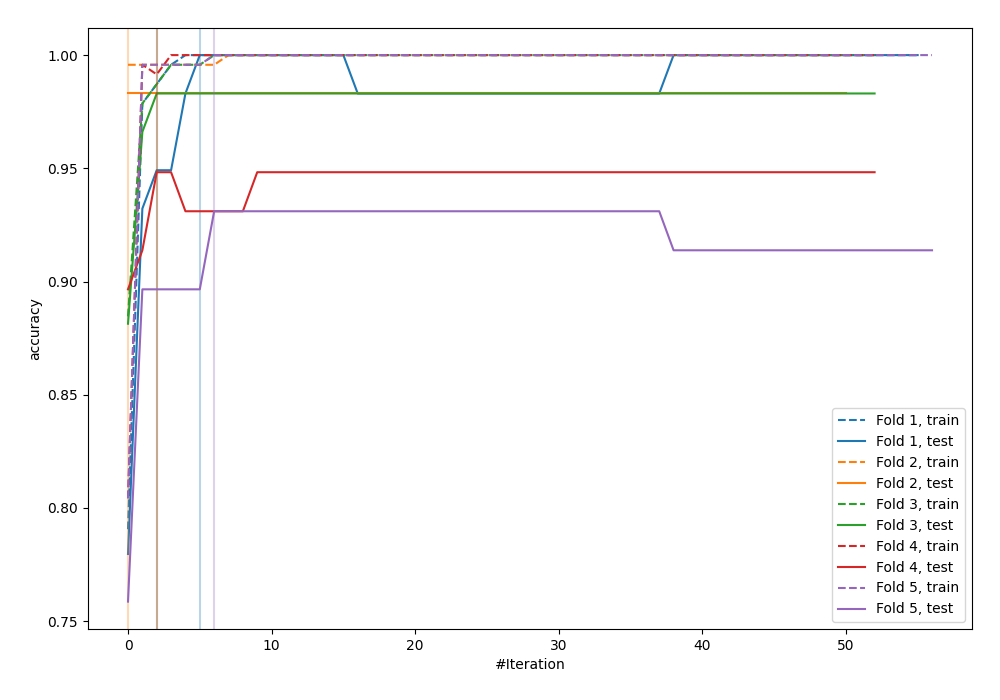 1.00
0.95
0.90
0.85
0.80
0.75
accuracy
0 10 20 30 40 50
#Iteration
Fold 1, train
Fold 1, test
Fold 2, train
Fold 2, test
Fold 3, train
Fold 3, test
Fold 4, train
Fold 4, test
Fold 5, train
Fold 5, test